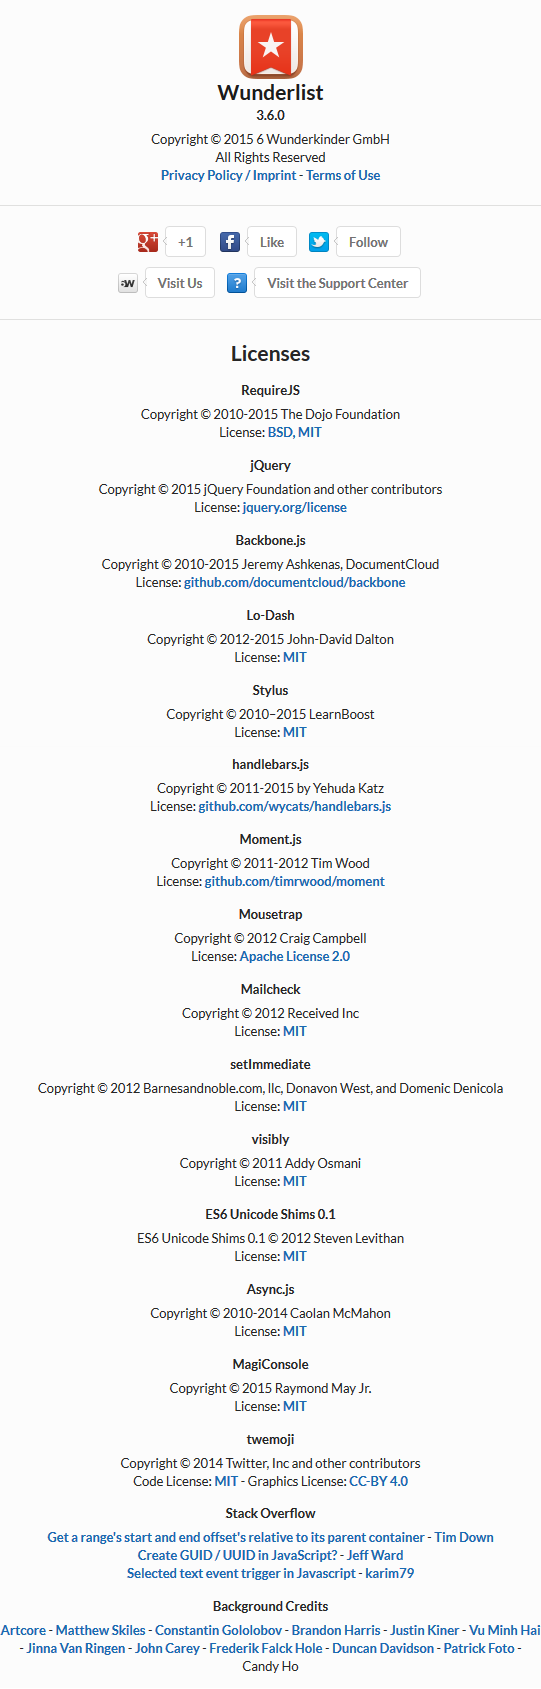 Wunderlist
3.6.0
Copyright © 2015 6 Wunderkinder GmbH
All Rights Reserved
Privacy Policy / Imprint - Terms of Use
g+ +1 f Like Follow
:w Visit Us ? Visit the Support Center
Licenses
RequireJS
Copyright © 2010-2015 The Dojo Foundation
License: BSD, MIT
jQuery
Copyright © 2015 jQuery Foundation and other contributors
License: jquery.org/license
Backbone.js
Copyright © 2010-2015 Jeremy Ashkenas, DocumentCloud
License: github.com/documentcloud/backbone
Lo-Dash
Copyright © 2012-2015 John-David Dalton
License: MIT
Stylus
Copyright © 2010–2015 LearnBoost
License: MIT
handlebars.js
Copyright © 2011-2015 by Yehuda Katz
License: github.com/wycats/handlebars.js
Moment.js
Copyright © 2011-2012 Tim Wood
License: github.com/timrwood/moment
Mousetrap
Copyright © 2012 Craig Campbell
License: Apache License 2.0
Mailcheck
Copyright © 2012 Received Inc
License: MIT
setImmediate
Copyright © 2012 Barnesandnoble.com, llc, Donavon West, and Domenic Denicola
License: MIT
visibly
Copyright © 2011 Addy Osmani
License: MIT
ES6 Unicode Shims 0.1
ES6 Unicode Shims 0.1 © 2012 Steven Levithan
License: MIT
Async.js
Copyright © 2010-2014 Caolan McMahon
License: MIT
MagiConsole
Copyright © 2015 Raymond May Jr.
License: MIT
twemoji
Copyright © 2014 Twitter, Inc and other contributors
Code License: MIT - Graphics License: CC-BY 4.0
Stack Overflow
Get a range's start and end offset's relative to its parent container - Tim Down
Create GUID / UUID in JavaScript? - Jeff Ward
Selected text event trigger in Javascript - karim79
Background Credits
Artcore - Matthew Skiles - Constantin Gololobov - Brandon Harris - Justin Kiner - Vu Minh Hai
- Jinna Van Ringen - John Carey - Frederik Falck Hole - Duncan Davidson - Patrick Foto -
Candy Ho